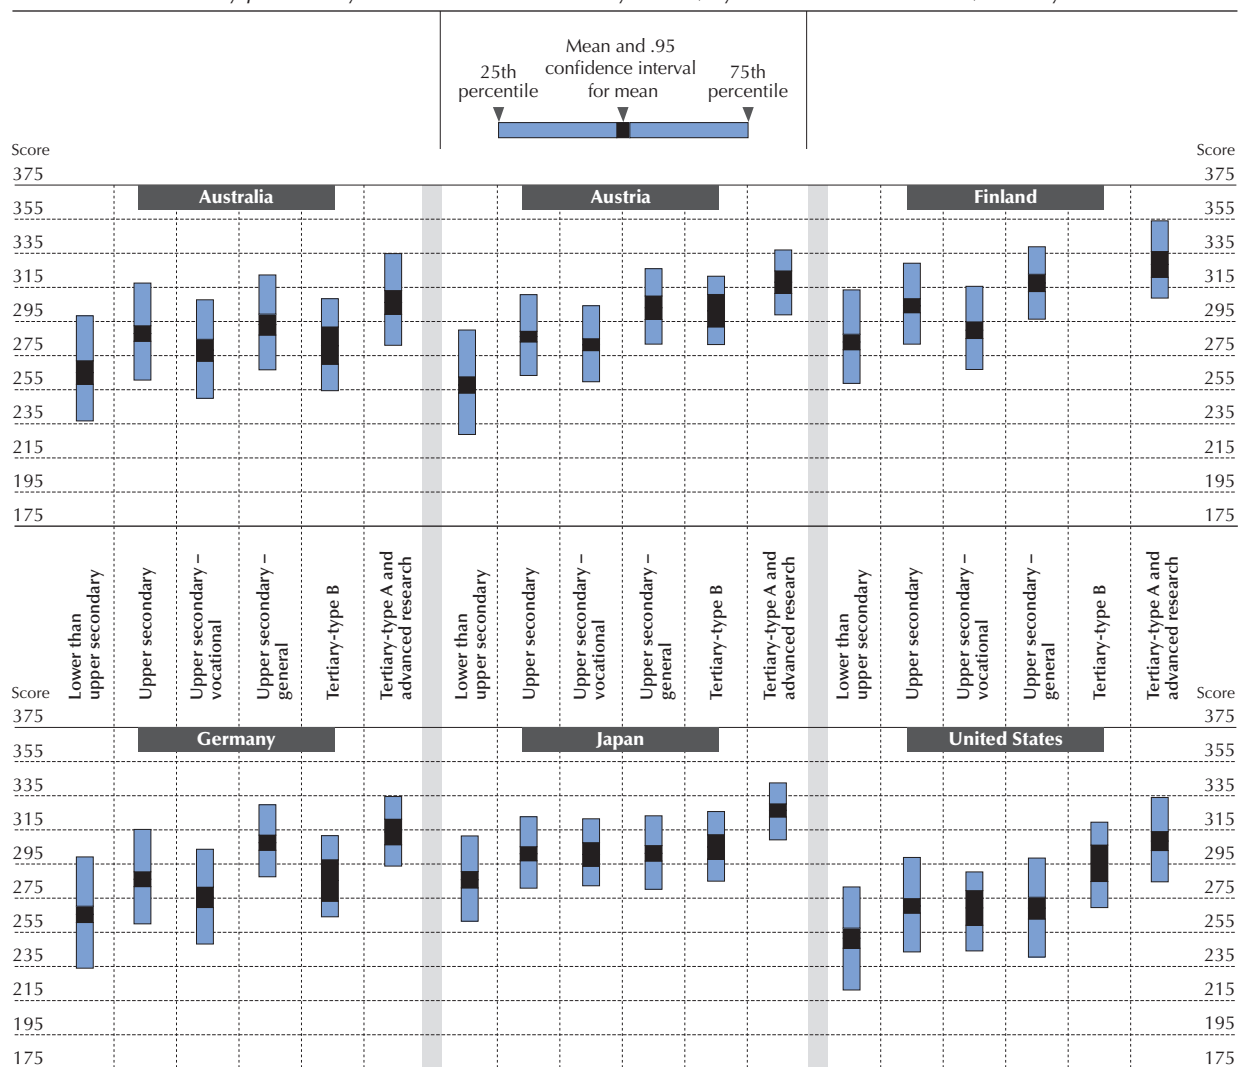 Mean and .95
confidence interval
for mean
25th
percentile
75th
percentile
Score
Score
375
375
Australia
Austria
Finland
355
355
335
335
315
315
295
295
275
275
255
255
235
235
215
215
195
195
175
175
Lower than
upper secondary
Upper secondary
Upper secondary –
vocational
Upper secondary –
general
Tertiary-type B
Tertiary-type A and
advanced research
Lower than
upper secondary
Upper secondary
Upper secondary –
vocational
Upper secondary –
general
Tertiary-type B
Tertiary-type A and
advanced research
Lower than
upper secondary
Upper secondary
Upper secondary –
vocational
Upper secondary –
general
Tertiary-type B
Tertiary-type A and
advanced research
Score
Score
375
375
Germany
Japan
United States
355
355
335
335
315
315
295
295
275
275
255
255
235
235
215
215
195
195
175
175